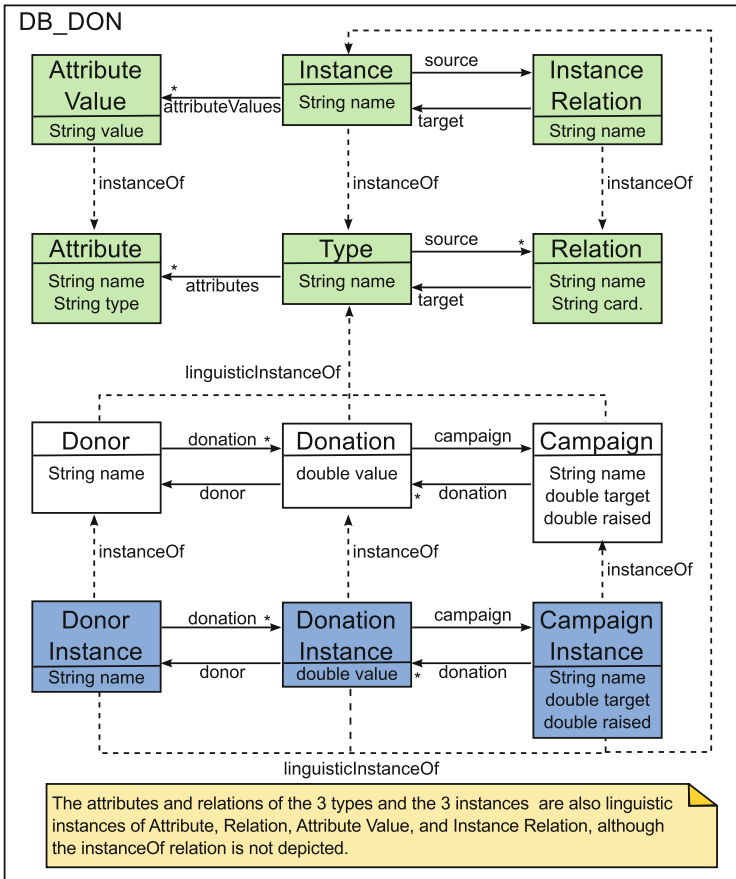 DB_DON
Attribute
Value
String value
*
attributeValues
Instance
String name
source
target
Instance
Relation
String name
instanceOf
instanceOf
instanceOf
Attribute
String name
String type
*
attributes
Type
String name
source
*
target
Relation
String name
String card.
linguisticInstanceOf
Donor
String name
donation *
donor
Donation
double value
campaign
donation
*
Campaign
String name
double target
double raised
instanceOf
instanceOf
instanceOf
Donor
Instance
String name
donation *
donor
Donation
Instance
double value
campaign
donation
*
Campaign
Instance
String name
double target
double raised
linguisticInstanceOf
The attributes and relations of the 3 types and the 3 instances are also linguistic
instances of Attribute, Relation, Attribute Value, and Instance Relation, although
the instanceOf relation is not depicted.